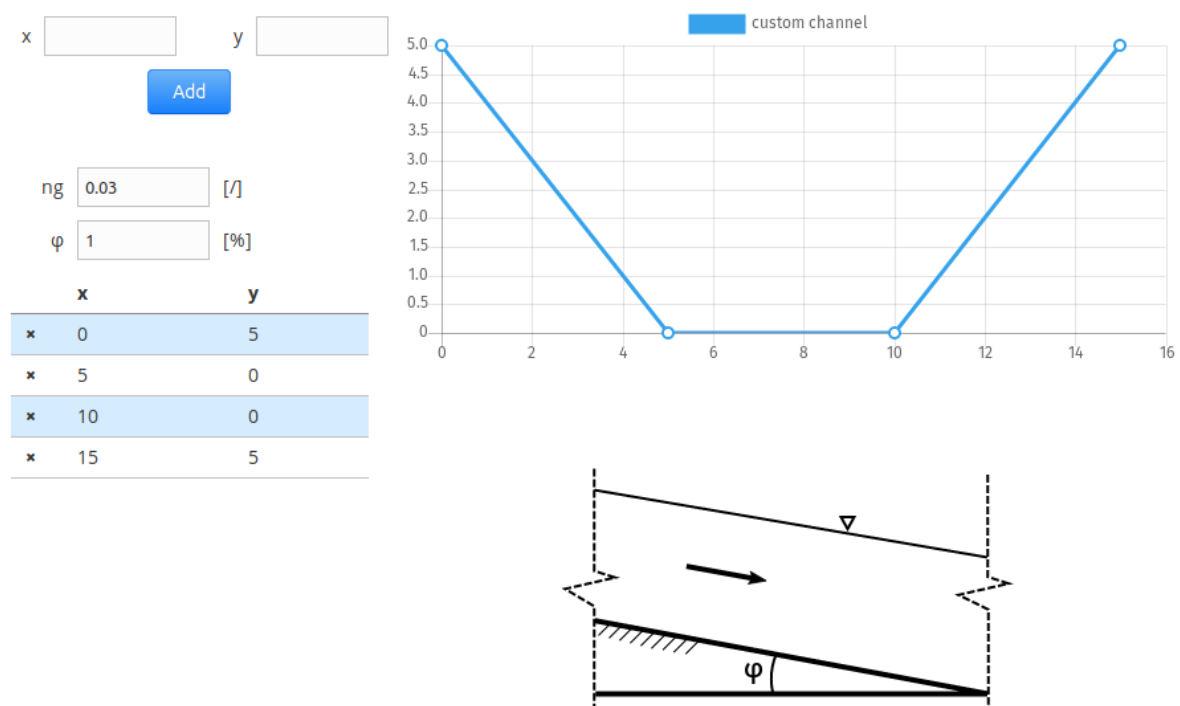 x y
Add
ng 0.03 [/]
φ 1 [%]
x y
× 0 5
× 5 0
× 10 0
× 15 5
custom channel
5.0
4.5
4.0
3.5
3.0
2.5
2.0
1.5
1.0
0.5
0
0 2 4 6 8 10 12 14 16
φ